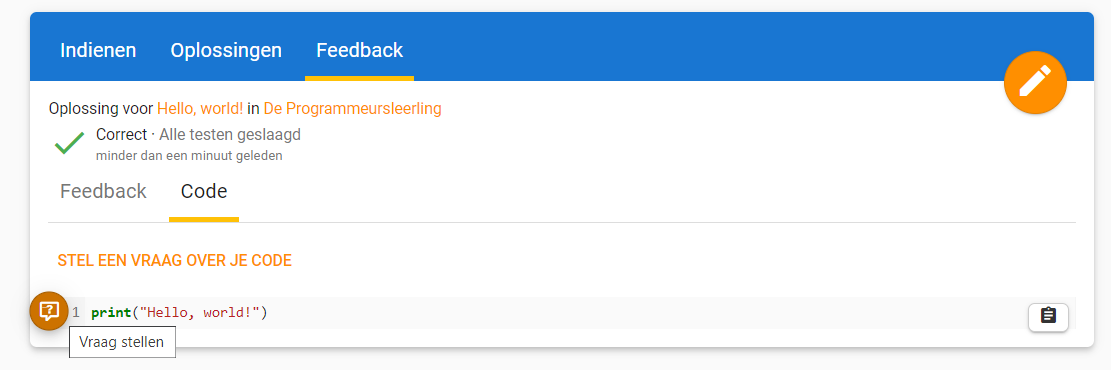 Indienen Oplossingen Feedback
Oplossing voor Hello, world! in De Programmeursleerling
Correct · Alle testen geslaagd
minder dan een minuut geleden
Feedback Code
STEL EEN VRAAG OVER JE CODE
1 print("Hello, world!")
Vraag stellen